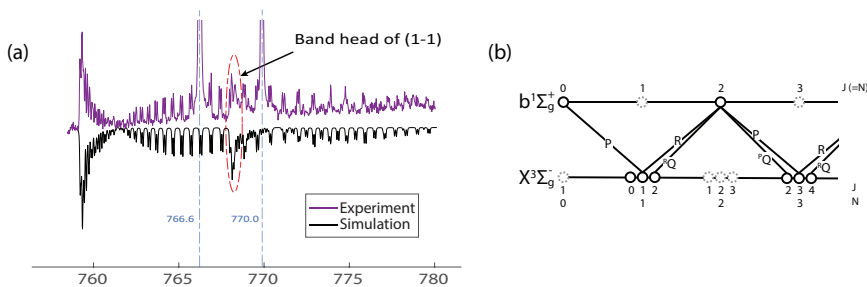 (a)
Band head of (1-1)
766.6
770.0
Experiment
Simulation
760
765
770
775
780
(b)
0
1
2
3
J (=N)
b¹Σg⁺
P
R
ᴿQ
P
ᴾQ
R
ᴿQ
X³Σg⁻
1
0
1
2
1
2
3
2
3
4
J
0
1
2
3
N